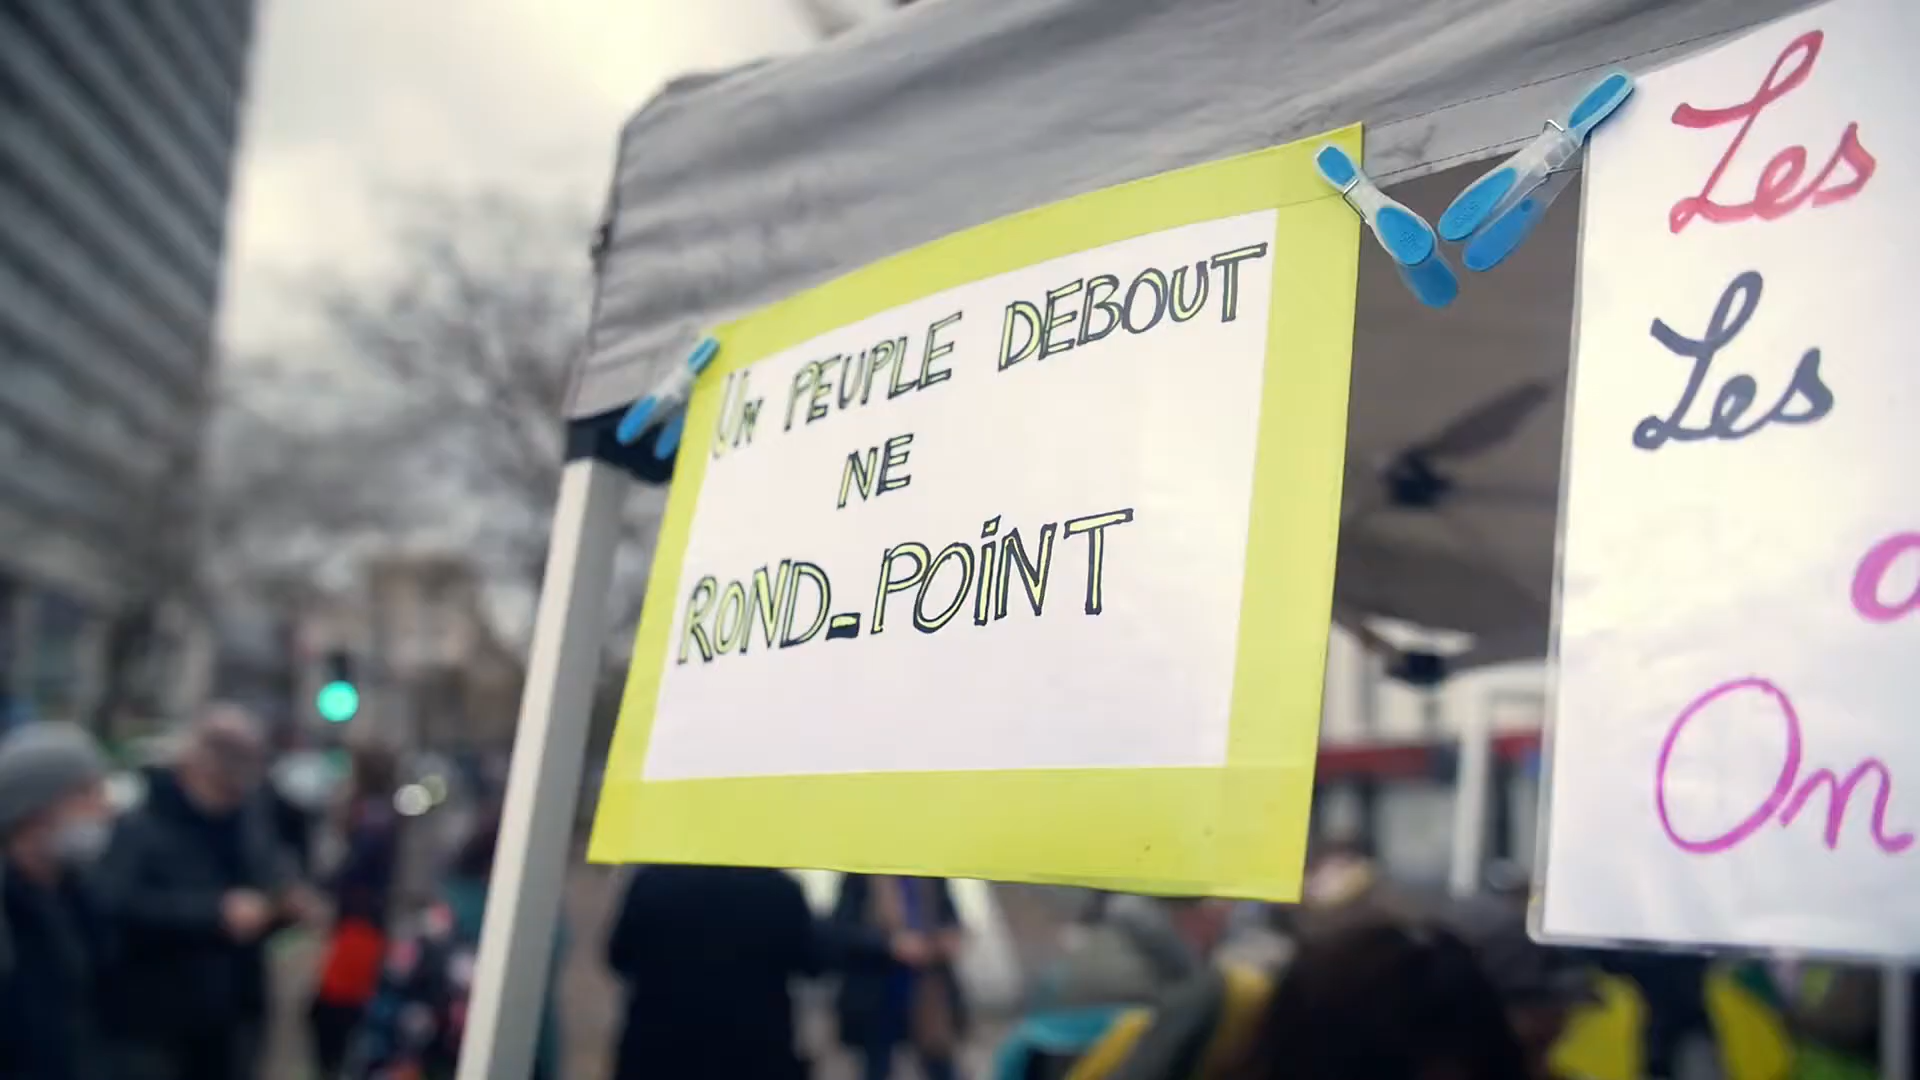 Un PEUPLE DEBOUT
NE
ROND-POiNT
Les
Les
On